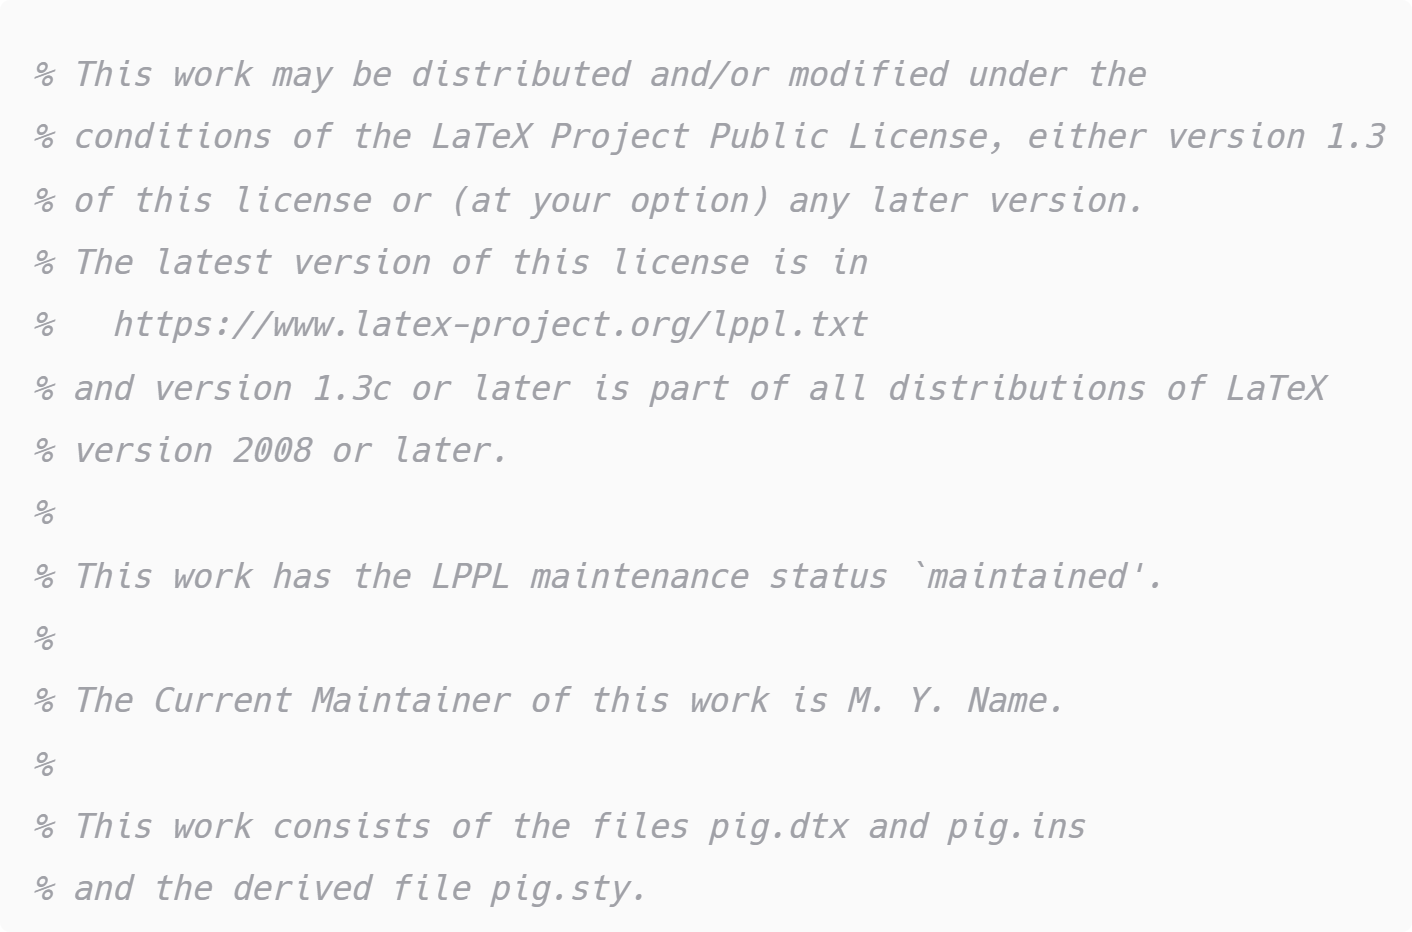 % This work may be distributed and/or modified under the
% conditions of the LaTeX Project Public License, either version 1.3
% of this license or (at your option) any later version.
% The latest version of this license is in
%   https://www.latex-project.org/lppl.txt
% and version 1.3c or later is part of all distributions of LaTeX
% version 2008 or later.
%
% This work has the LPPL maintenance status `maintained'.
%
% The Current Maintainer of this work is M. Y. Name.
%
% This work consists of the files pig.dtx and pig.ins
% and the derived file pig.sty.